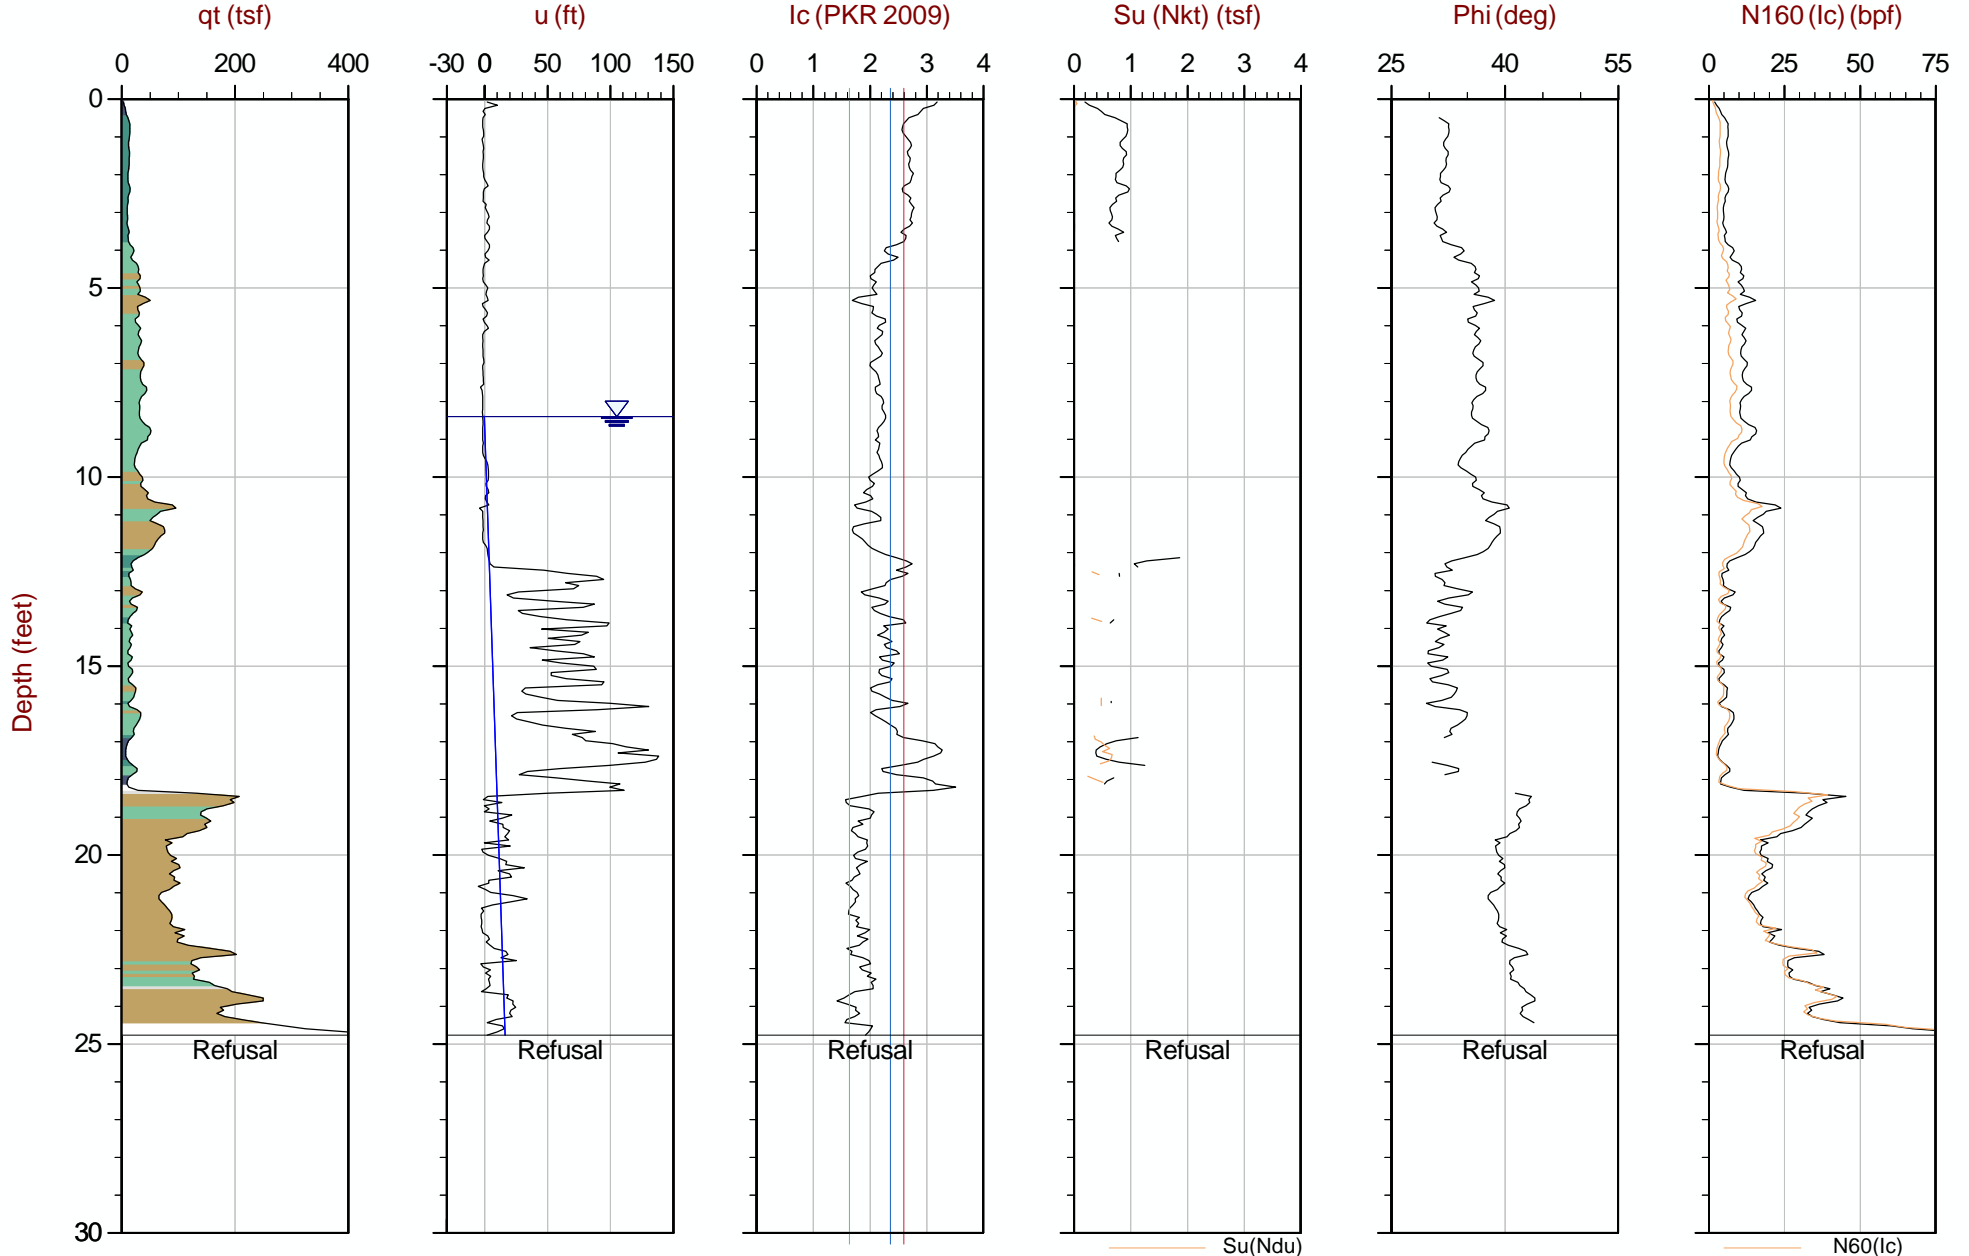 qt (tsf) u (ft) Ic (PKR 2009) Su (Nkt) (tsf) Phi (deg) N160 (Ic) (bpf)
0 200 400 -30 0 50 100 150 0 1 2 3 4 0 1 2 3 4 25 40 55 0 25 50 75
0
5
10
15
Depth (feet)
20
25
Refusal Refusal Refusal Refusal Refusal Refusal
30
Su(Ndu) N60(Ic)